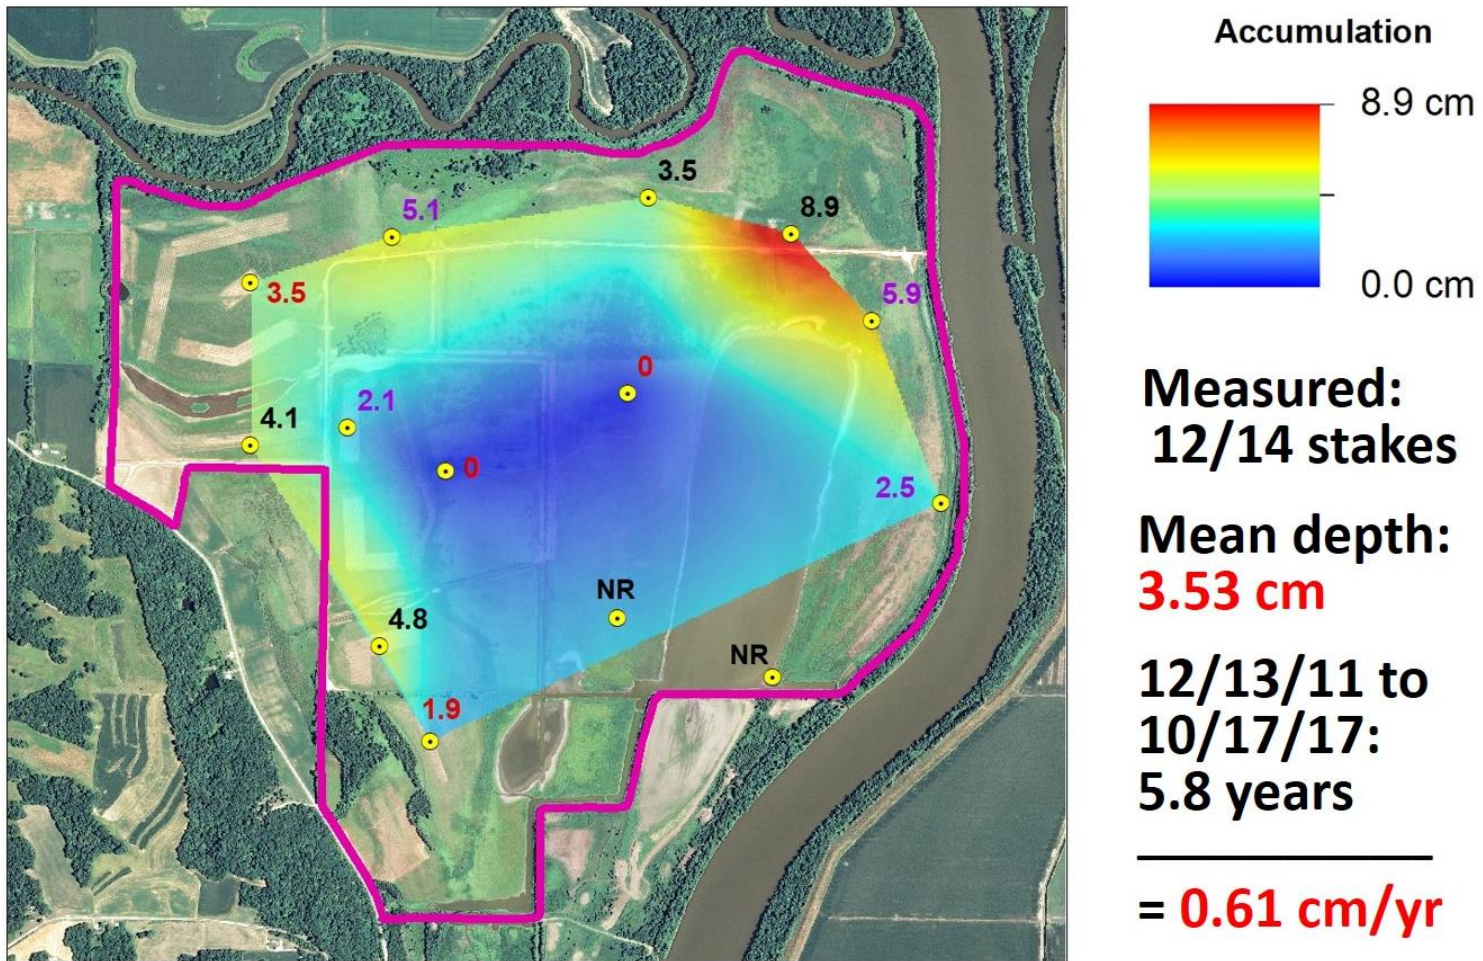 Accumulation
8.9 cm
0.0 cm
3.5
5.1
8.9
3.5
5.9
0
2.1
4.1
0
2.5
NR
4.8
NR
1.9
Measured:
12/14 stakes
Mean depth:
3.53 cm
12/13/11 to
10/17/17:
5.8 years
= 0.61 cm/yr